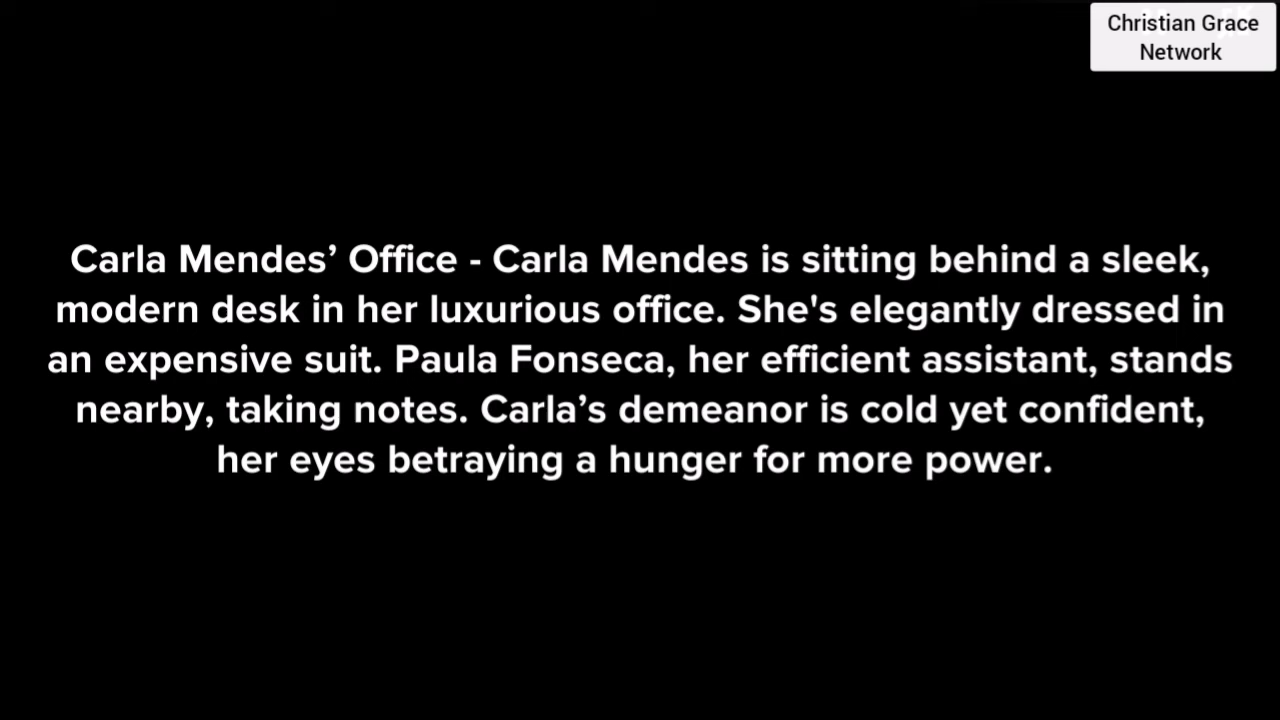 Christian Grace
Network
Carla Mendes’ Office - Carla Mendes is sitting behind a sleek,
modern desk in her luxurious office. She's elegantly dressed in
an expensive suit. Paula Fonseca, her efficient assistant, stands
nearby, taking notes. Carla’s demeanor is cold yet confident,
her eyes betraying a hunger for more power.